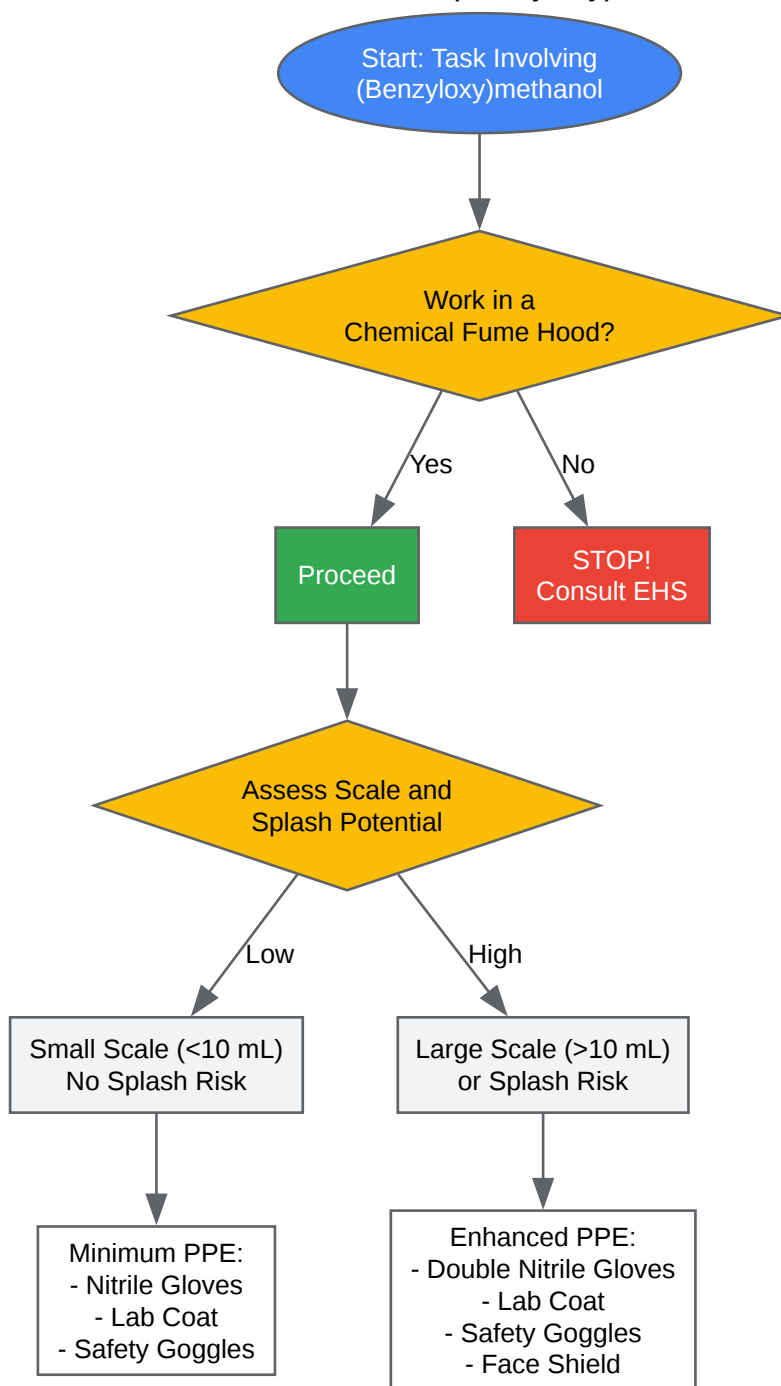 Start: Task Involving
(Benzyloxy)methanol
Work in a
Chemical Fume Hood?
Yes
No
Proceed
STOP!
Consult EHS
Assess Scale and
Splash Potential
Low
High
Small Scale (<10 mL)
No Splash Risk
Large Scale (>10 mL)
or Splash Risk
Minimum PPE:
- Nitrile Gloves
- Lab Coat
- Safety Goggles
Enhanced PPE:
- Double Nitrile Gloves
- Lab Coat
- Safety Goggles
- Face Shield